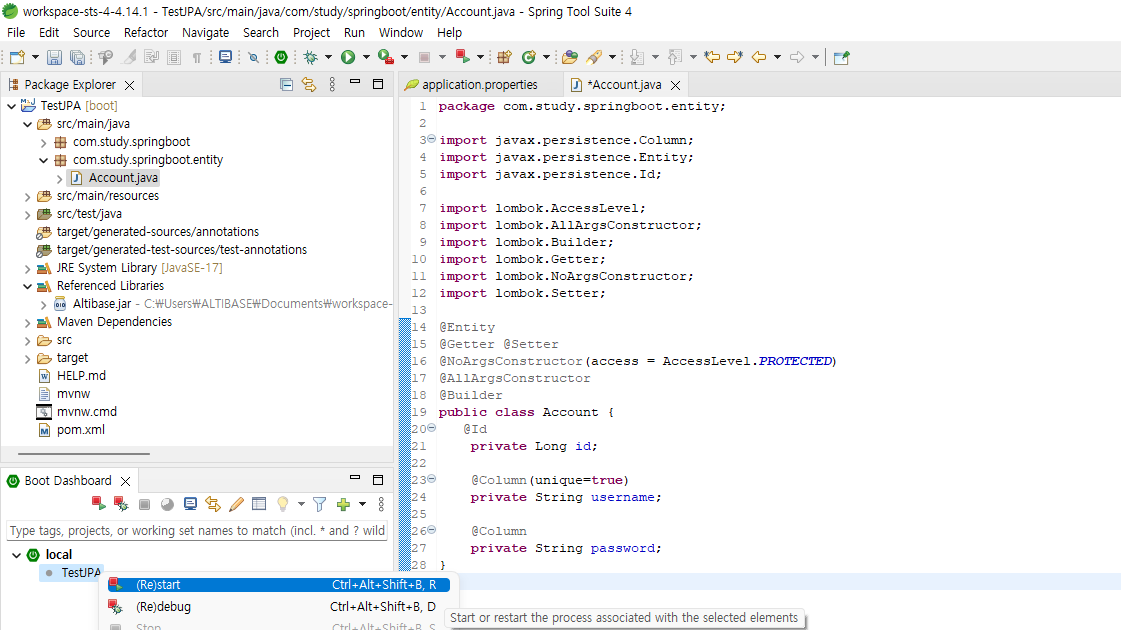 workspace-sts-4-4.14.1 - TestJPA/src/main/java/com/study/springboot/entity/Account.java - Spring Tool Suite 4
File Edit Source Refactor Navigate Search Project Run Window Help
Package Explorer
TestJPA [boot]
src/main/java
com.study.springboot
com.study.springboot.entity
Account.java
src/main/resources
src/test/java
target/generated-sources/annotations
target/generated-test-sources/test-annotations
JRE System Library [JavaSE-17]
Referenced Libraries
Altibase.jar - C:₩Users₩ALTIBASE₩Documents₩workspace-
Maven Dependencies
src
target
HELP.md
mvnw
mvnw.cmd
pom.xml
Boot Dashboard
Type tags, projects, or working set names to match (incl. * and ? wild
local
TestJPA
(Re)start Ctrl+Alt+Shift+B, R
(Re)debug Ctrl+Alt+Shift+B, D
Stop Ctrl+Alt+Shift+B, S
Start or restart the process associated with the selected elements
application.properties
*Account.java
1 package com.study.springboot.entity;
2
3 import javax.persistence.Column;
4 import javax.persistence.Entity;
5 import javax.persistence.Id;
6
7 import lombok.AccessLevel;
8 import lombok.AllArgsConstructor;
9 import lombok.Builder;
10 import lombok.Getter;
11 import lombok.NoArgsConstructor;
12 import lombok.Setter;
13
14 @Entity
15 @Getter @Setter
16 @NoArgsConstructor(access = AccessLevel.PROTECTED)
17 @AllArgsConstructor
18 @Builder
19 public class Account {
20 @Id
21 private Long id;
22
23 @Column(unique=true)
24 private String username;
25
26 @Column
27 private String password;
28 }